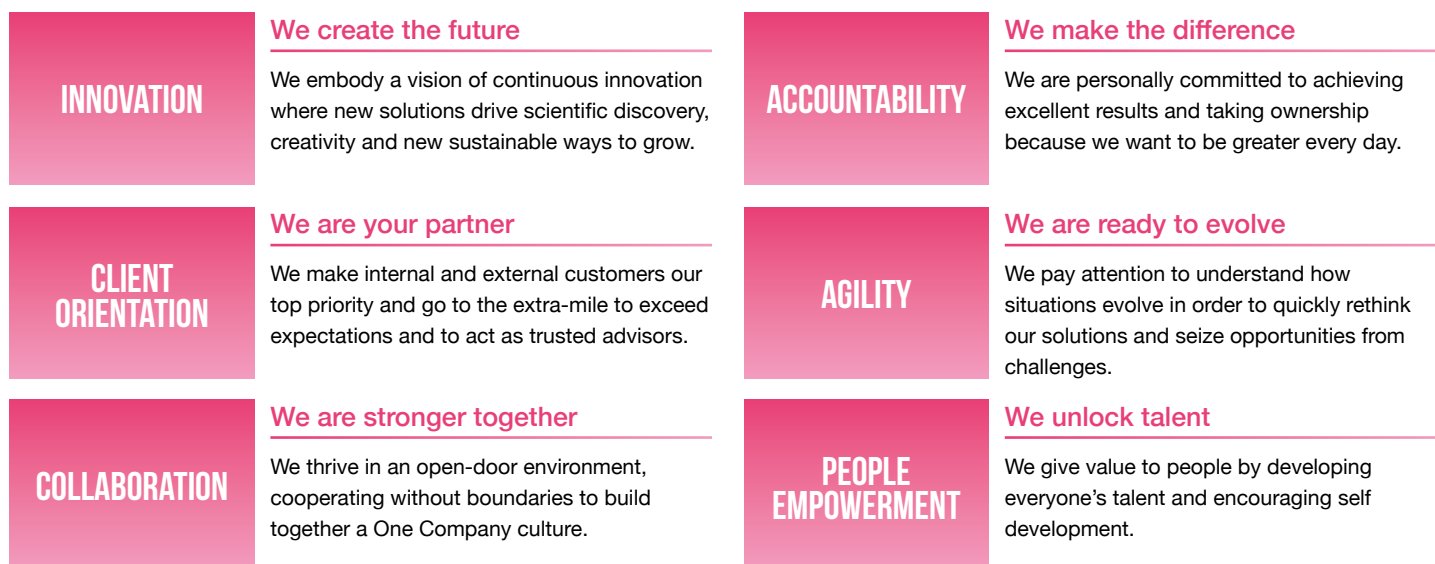 INNOVATION
We create the future
We embody a vision of continuous innovation
where new solutions drive scientific discovery,
creativity and new sustainable ways to grow.
ACCOUNTABILITY
We make the difference
We are personally committed to achieving
excellent results and taking ownership
because we want to be greater every day.
CLIENT
ORIENTATION
We are your partner
We make internal and external customers our
top priority and go to the extra-mile to exceed
expectations and to act as trusted advisors.
AGILITY
We are ready to evolve
We pay attention to understand how
situations evolve in order to quickly rethink
our solutions and seize opportunities from
challenges.
COLLABORATION
We are stronger together
We thrive in an open-door environment,
cooperating without boundaries to build
together a One Company culture.
PEOPLE
EMPOWERMENT
We unlock talent
We give value to people by developing
everyone’s talent and encouraging self
development.